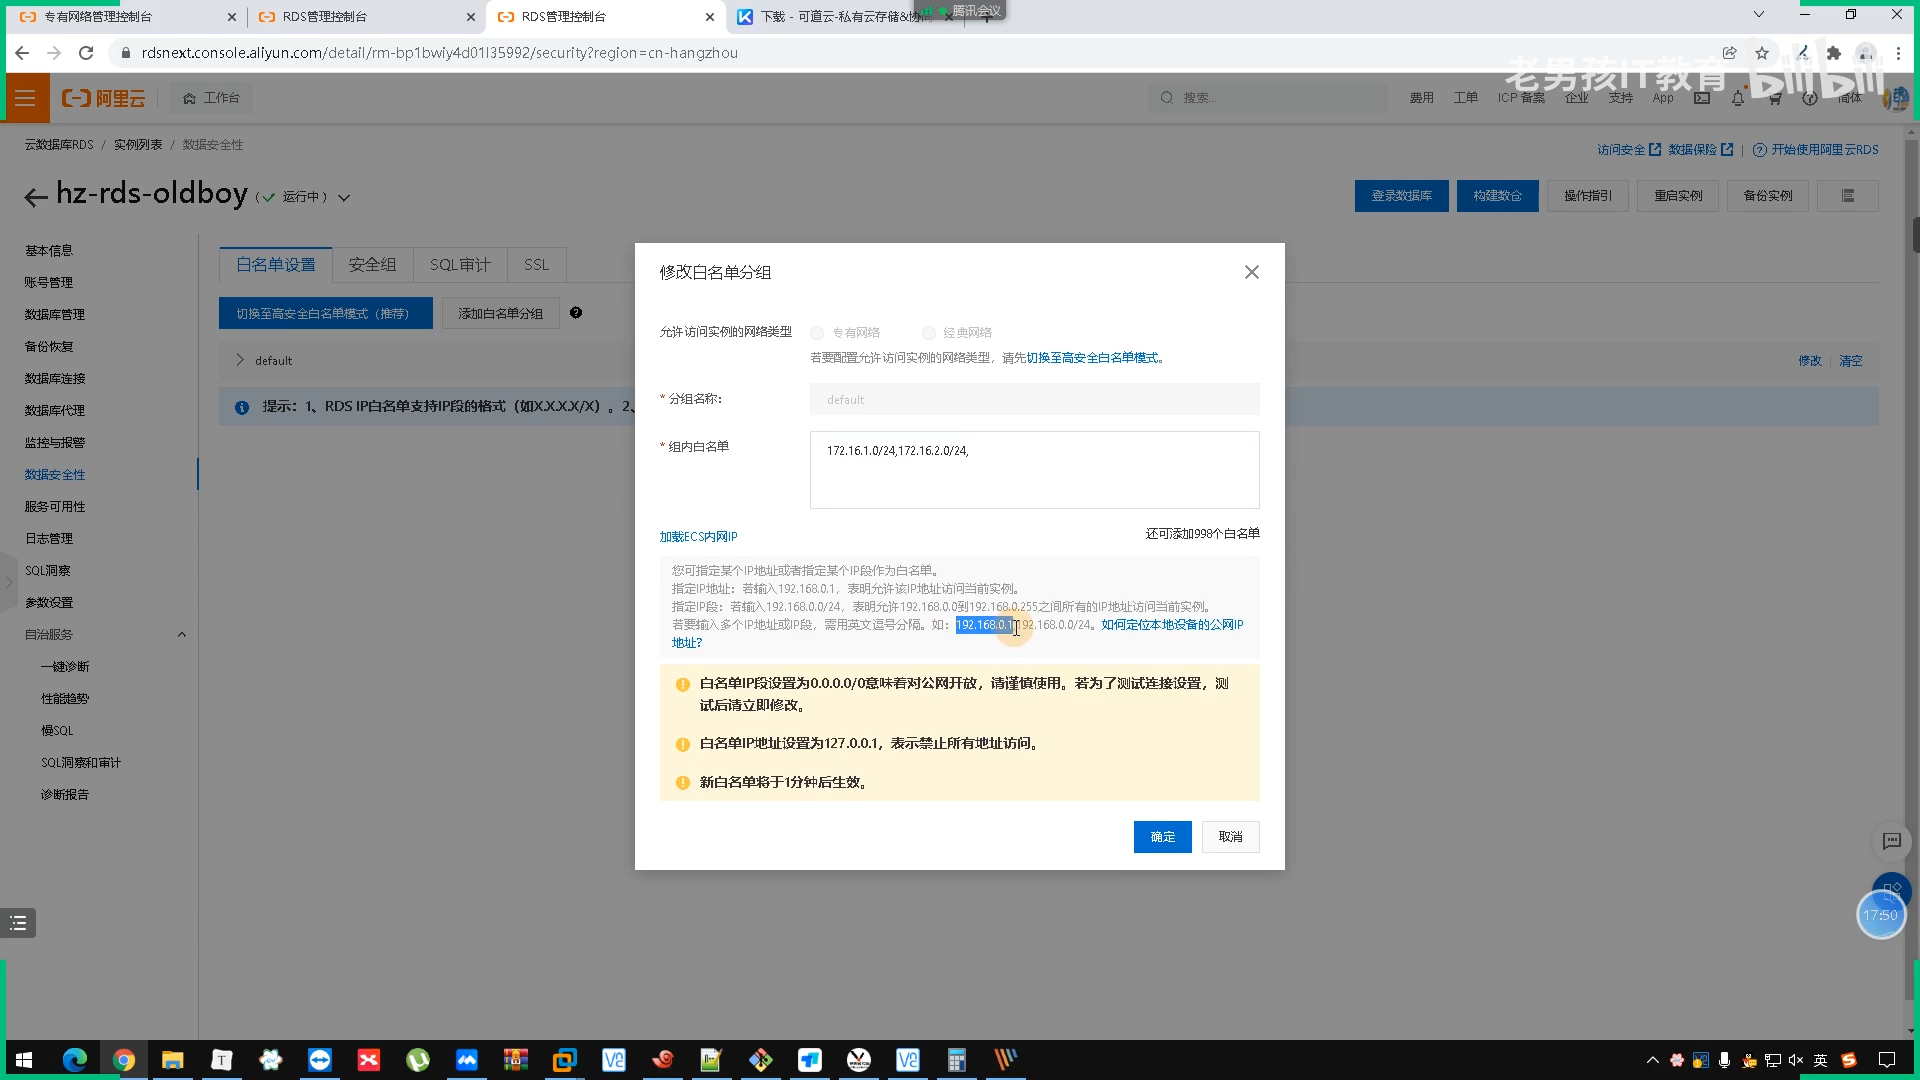 专有网络管理控制台
RDS管理控制台
RDS管理控制台
下载 - 可道云-私有云存储&协
腾讯会议
rdsnext.console.aliyun.com/detail/rm-bp1bwiy4d01l35992/security?region=cn-hangzhou
老男孩IT教育 bilibili
阿里云
工作台
搜索...
费用
工单
ICP 备案
企业
支持
App
简体
云数据库RDS / 实例列表 / 数据安全性
访问安全 数据保险 | 开始使用阿里云RDS
hz-rds-oldboy ( 运行中 )
登录数据库
构建数仓
操作指引
重启实例
备份实例
基本信息
账号管理
数据库管理
备份恢复
数据库连接
数据库代理
监控与报警
数据安全性
服务可用性
日志管理
SQL洞察
参数设置
自治服务
一键诊断
性能趋势
慢SQL
SQL洞察和审计
诊断报告
白名单设置
安全组
SQL审计
SSL
切换至高安全白名单模式（推荐）
添加白名单分组
default
修改
清空
提示：1、RDS IP白名单支持IP段的格式（如X.X.X.X/X）。2、
修改白名单分组
允许访问实例的网络类型
专有网络
经典网络
若要配置允许访问实例的网络类型，请先切换至高安全白名单模式。
* 分组名称:
default
* 组内白名单
172.16.1.0/24,172.16.2.0/24,
加载ECS内网IP
还可添加998个白名单
您可指定某个IP地址或者指定某个IP段作为白名单。
指定IP地址：若输入192.168.0.1，表明允许该IP地址访问当前实例。
指定IP段：若输入192.168.0.0/24，表明允许192.168.0.0到192.168.0.255之间所有的IP地址访问当前实例。
若要输入多个IP地址或IP段，需用英文逗号分隔。如：192.168.0.1,192.168.0.0/24。如何定位本地设备的公网IP
地址?
白名单IP段设置为0.0.0.0/0意味着对公网开放，请谨慎使用。若为了测试连接设置，测
试后请立即修改。
白名单IP地址设置为127.0.0.1，表示禁止所有地址访问。
新白名单将于1分钟后生效。
确定
取消
17:50
英